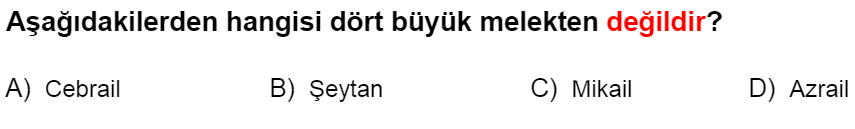 Aşağıdakilerden hangisi dört büyük melekten değildir?
A) Cebrail B) Şeytan C) Mikail D) Azrail